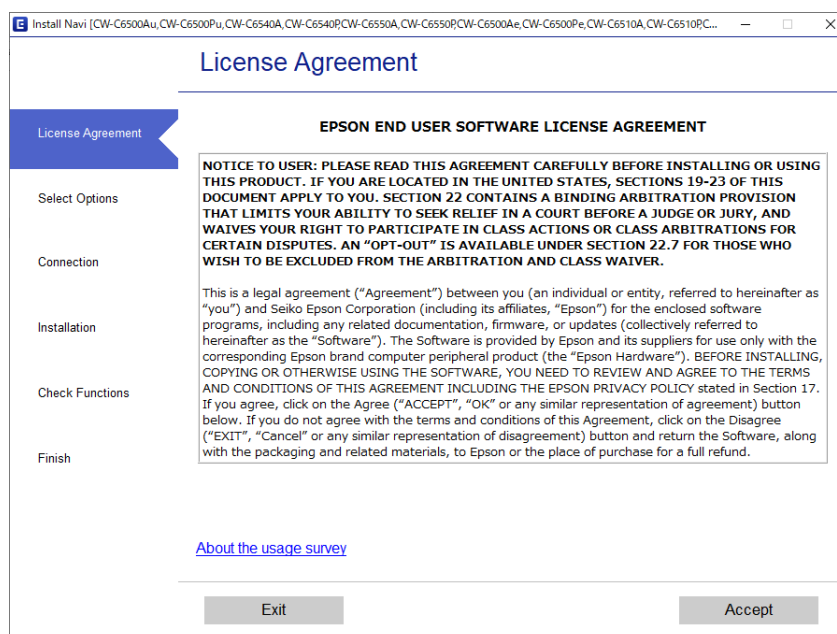 Install Navi [CW-C6500Au,CW-C6500Pu,CW-C6540A,CW-C6540P,CW-C6550A,CW-C6550P,CW-C6500Ae,CW-C6500Pe,CW-C6510A,CW-C6510P,C...
License Agreement
License Agreement
Select Options
Connection
Installation
Check Functions
Finish
EPSON END USER SOFTWARE LICENSE AGREEMENT
NOTICE TO USER: PLEASE READ THIS AGREEMENT CAREFULLY BEFORE INSTALLING OR USING
THIS PRODUCT. IF YOU ARE LOCATED IN THE UNITED STATES, SECTIONS 19-23 OF THIS
DOCUMENT APPLY TO YOU. SECTION 22 CONTAINS A BINDING ARBITRATION PROVISION
THAT LIMITS YOUR ABILITY TO SEEK RELIEF IN A COURT BEFORE A JUDGE OR JURY, AND
WAIVES YOUR RIGHT TO PARTICIPATE IN CLASS ACTIONS OR CLASS ARBITRATIONS FOR
CERTAIN DISPUTES. AN “OPT-OUT” IS AVAILABLE UNDER SECTION 22.7 FOR THOSE WHO
WISH TO BE EXCLUDED FROM THE ARBITRATION AND CLASS WAIVER.
This is a legal agreement (“Agreement”) between you (an individual or entity, referred to hereinafter as
“you”) and Seiko Epson Corporation (including its affiliates, “Epson”) for the enclosed software
programs, including any related documentation, firmware, or updates (collectively referred to
hereinafter as the “Software”). The Software is provided by Epson and its suppliers for use only with the
corresponding Epson brand computer peripheral product (the “Epson Hardware”). BEFORE INSTALLING,
COPYING OR OTHERWISE USING THE SOFTWARE, YOU NEED TO REVIEW AND AGREE TO THE TERMS
AND CONDITIONS OF THIS AGREEMENT INCLUDING THE EPSON PRIVACY POLICY stated in Section 17.
If you agree, click on the Agree (“ACCEPT”, “OK” or any similar representation of agreement) button
below. If you do not agree with the terms and conditions of this Agreement, click on the Disagree
(“EXIT”, “Cancel” or any similar representation of disagreement) button and return the Software, along
with the packaging and related materials, to Epson or the place of purchase for a full refund.
About the usage survey
Exit
Accept